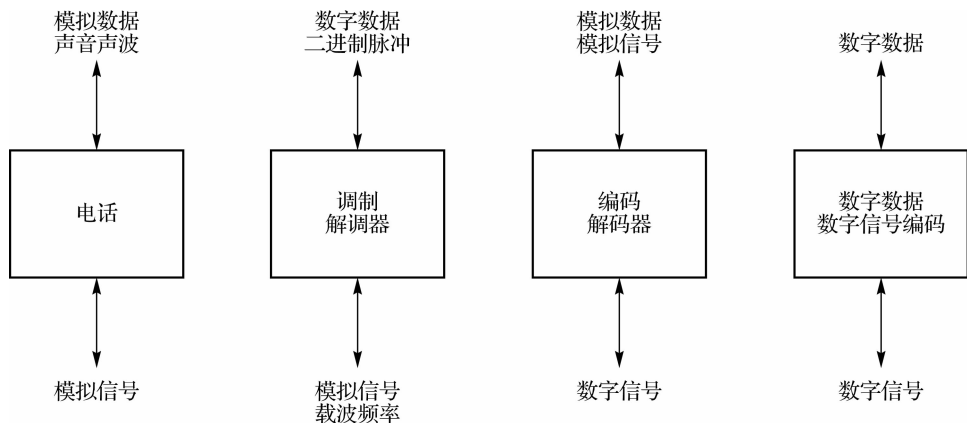 模拟数据
声音声波
数字数据
二进制脉冲
模拟数据
模拟信号
数字数据
电话
调制
解调器
编码
解码器
数字数据
数字信号编码
模拟信号
模拟信号
载波频率
数字信号
数字信号